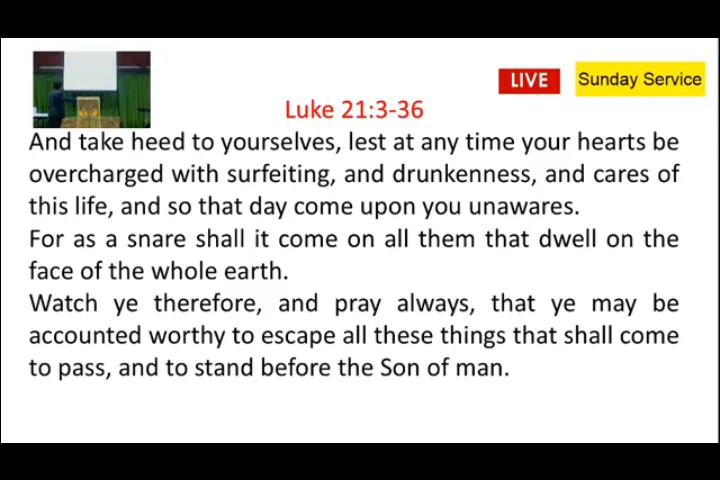 LIVE
Sunday Service
Luke 21:3-36
And take heed to yourselves, lest at any time your hearts be
overcharged with surfeiting, and drunkenness, and cares of
this life, and so that day come upon you unawares.
For as a snare shall it come on all them that dwell on the
face of the whole earth.
Watch ye therefore, and pray always, that ye may be
accounted worthy to escape all these things that shall come
to pass, and to stand before the Son of man.